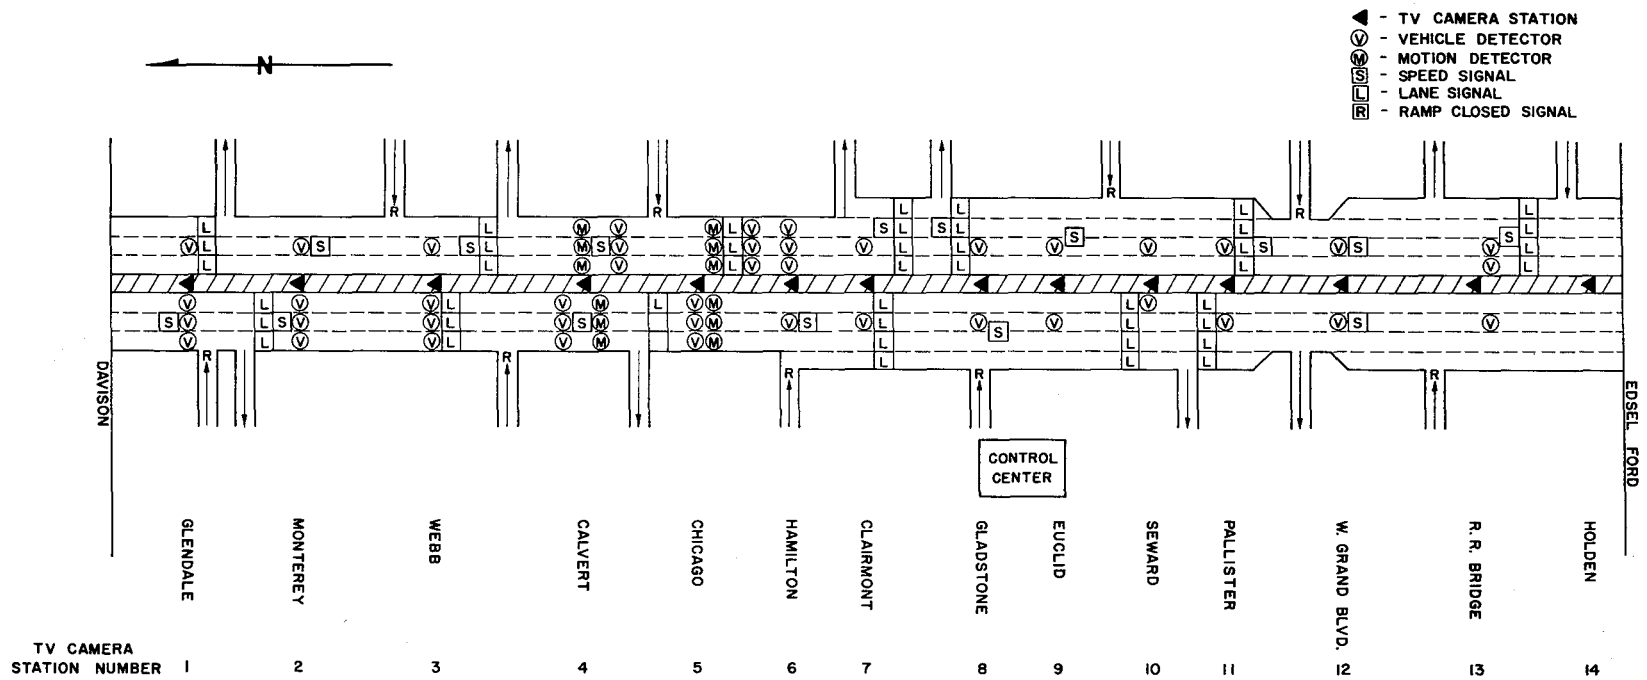 ◀ - TV CAMERA STATION
Ⓥ - VEHICLE DETECTOR
Ⓜ - MOTION DETECTOR
S - SPEED SIGNAL
L - LANE SIGNAL
R - RAMP CLOSED SIGNAL
N
R R R R
L L L L L L
M V M V V S S L
V L V S V S L M S V M L V V V L L V S V V L S V S V S L
L L M V M L V V L L L V L
V L V V L V M L V M L L V L
S V L S V V L V S M V M V S V L V S V L L V V S V
V L V V L V M V M L L L
R R L L L
R R R
DAVISON
EDSEL FORD
CONTROL
CENTER
GLENDALE
MONTEREY
WEBB
CALVERT
CHICAGO
HAMILTON
CLAIRMONT
GLADSTONE
EUCLID
SEWARD
PALLISTER
W. GRAND BLVD.
R. R. BRIDGE
HOLDEN
TV CAMERA
STATION NUMBER 1 2 3 4 5 6 7 8 9 10 11 12 13 14